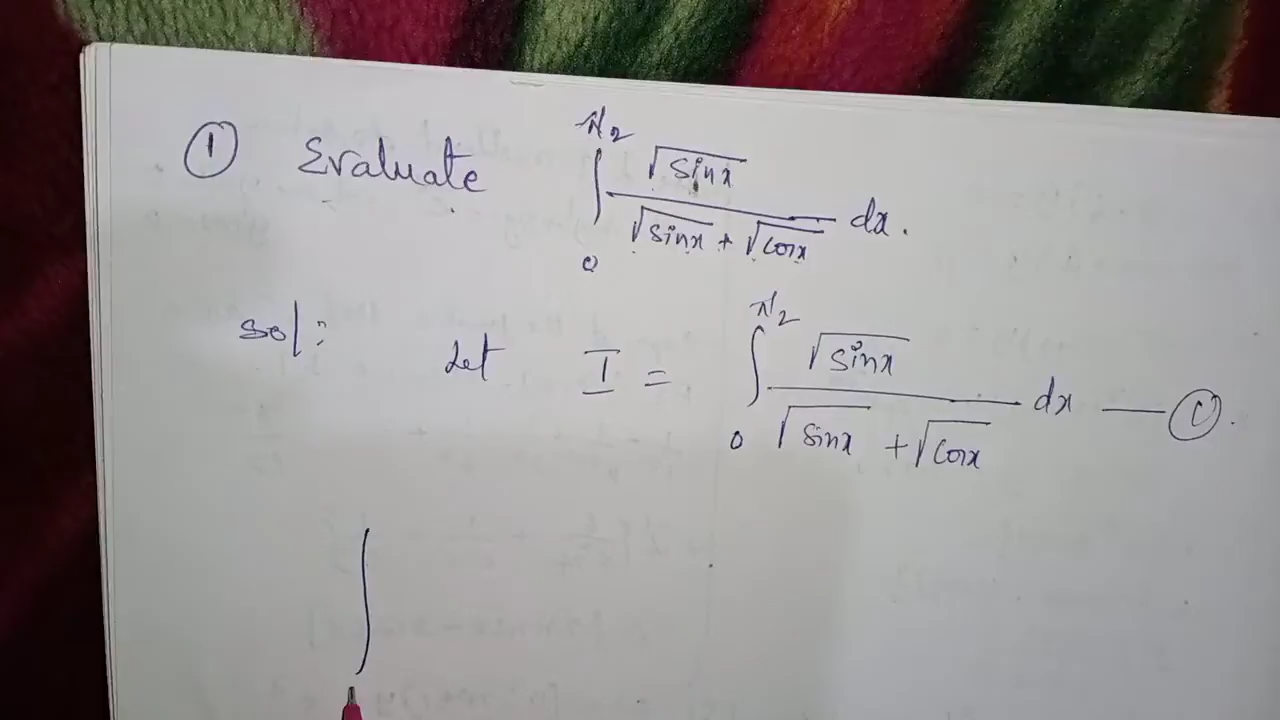 ① Evaluate ∫₀^{π/2} √sinx / (√sinx + √cosx) dx.
Sol: Let I = ∫₀^{π/2} √sinx / (√sinx + √cosx) dx — ①.
∫